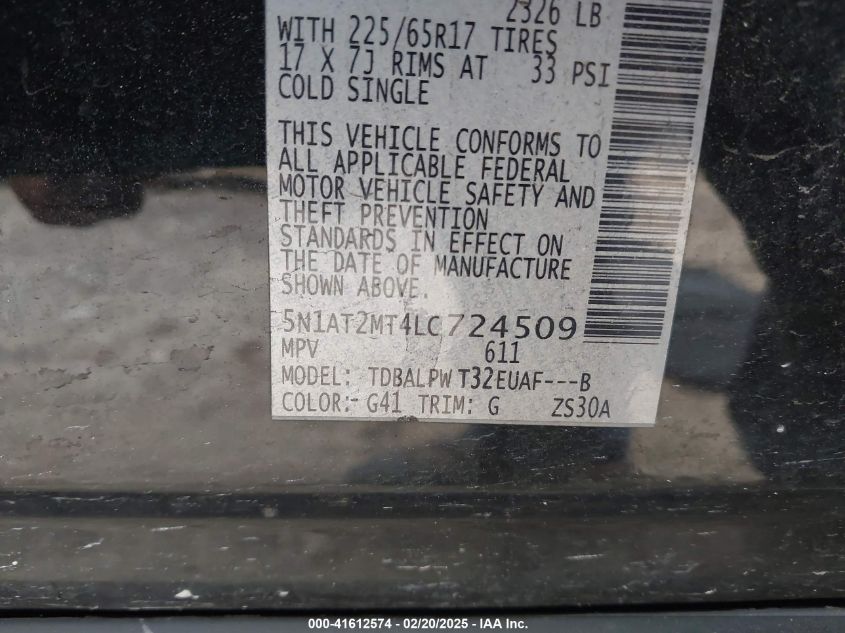 2326 LB
WITH 225/65R17 TIRES
17 X 7J RIMS AT 33 PSI
COLD SINGLE
THIS VEHICLE CONFORMS TO
ALL APPLICABLE FEDERAL
MOTOR VEHICLE SAFETY AND
THEFT PREVENTION
STANDARDS IN EFFECT ON
THE DATE OF MANUFACTURE
SHOWN ABOVE.
5N1AT2MT4LC724509
MPV 611
MODEL: TDBALPW T32EUAF---B
COLOR: G41 TRIM: G ZS30A
000-41612574 — 02/20/2025 — IAA Inc.